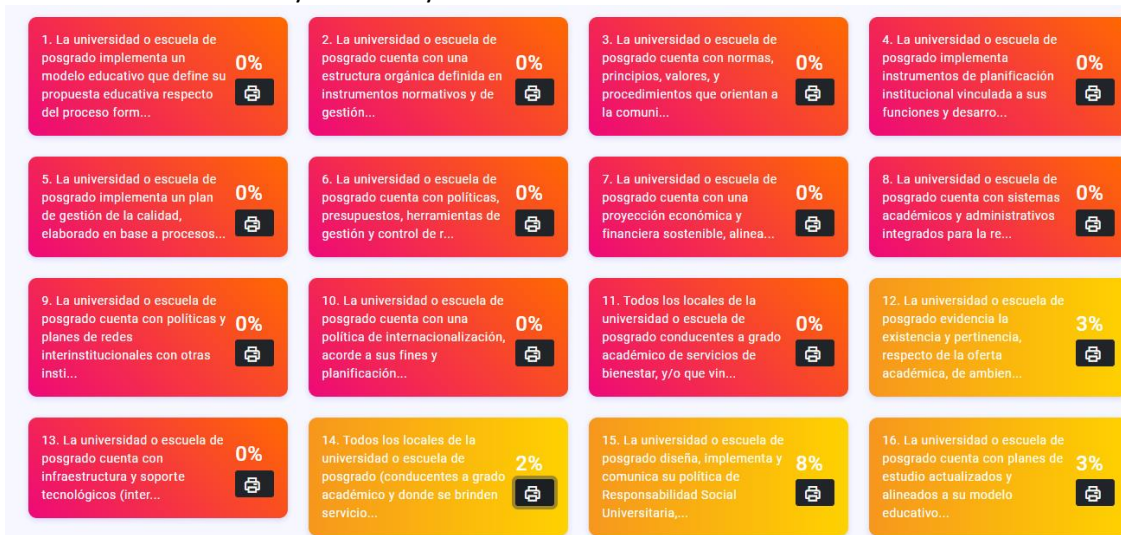 1. La universidad o escuela de
posgrado implementa un
modelo educativo que define su
propuesta educativa respecto
del proceso form...
0%
2. La universidad o escuela de
posgrado cuenta con una
estructura orgánica definida en
instrumentos normativos y de
gestión...
0%
3. La universidad o escuela de
posgrado cuenta con normas,
principios, valores, y
procedimientos que orientan a
la comuni...
0%
4. La universidad o escuela de
posgrado implementa
instrumentos de planificación
institucional vinculada a sus
funciones y desarro...
0%
5. La universidad o escuela de
posgrado implementa un plan
de gestión de la calidad,
elaborado en base a procesos...
0%
6. La universidad o escuela de
posgrado cuenta con políticas,
presupuestos, herramientas de
gestión y control de r...
0%
7. La universidad o escuela de
posgrado cuenta con una
proyección económica y
financiera sostenible, alinea...
0%
8. La universidad o escuela de
posgrado cuenta con sistemas
académicos y administrativos
integrados para la re...
0%
9. La universidad o escuela de
posgrado cuenta con políticas y
planes de redes
interinstitucionales con otras
insti...
0%
10. La universidad o escuela de
posgrado cuenta con una
política de internacionalización,
acorde a sus fines y
planificación...
0%
11. Todos los locales de la
universidad o escuela de
posgrado conducentes a grado
académico de servicios de
bienestar, y/o que vin...
0%
12. La universidad o escuela de
posgrado evidencia la
existencia y pertinencia,
respecto de la oferta
académica, de ambien...
3%
13. La universidad o escuela de
posgrado cuenta con
infraestructura y soporte
tecnológicos (inter...
0%
14. Todos los locales de la
universidad o escuela de
posgrado (conducentes a grado
académico y donde se brinden
servicio...
2%
15. La universidad o escuela de
posgrado diseña, implementa y
comunica su política de
Responsabilidad Social
Universitaria,...
8%
16. La universidad o escuela de
posgrado cuenta con planes de
estudio actualizados y
alineados a su modelo
educativo...
3%